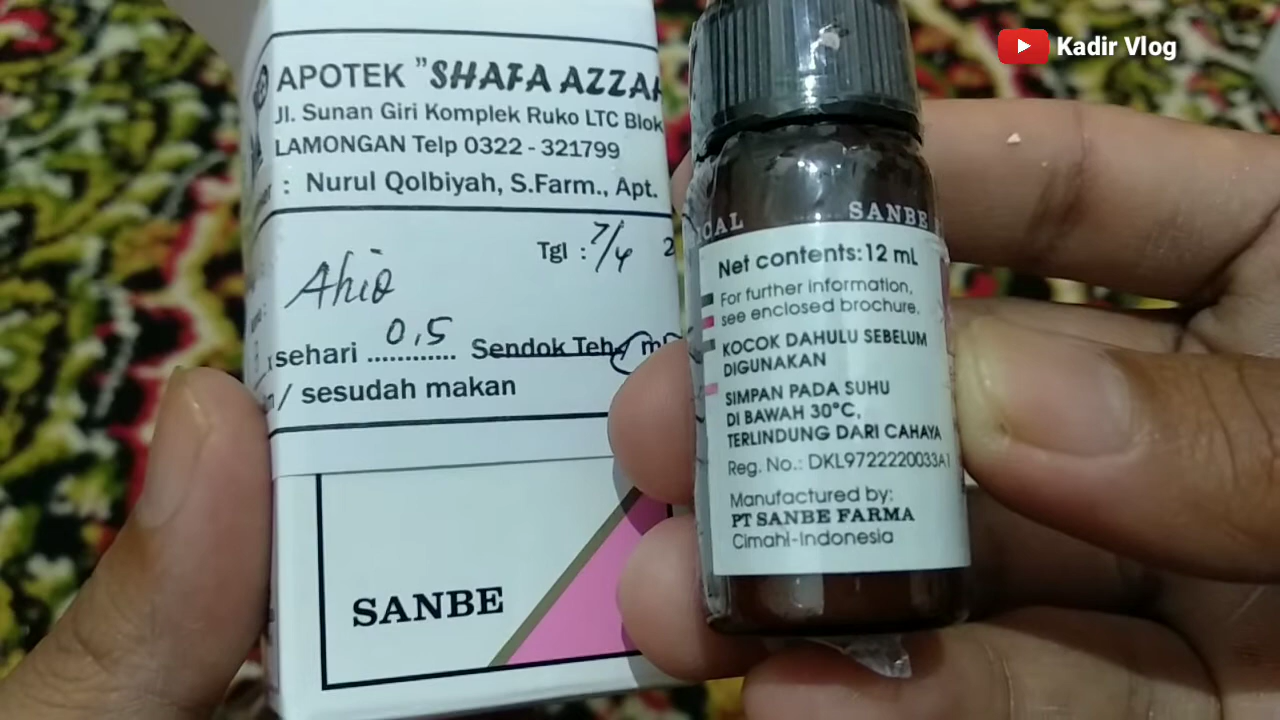 Kadir Vlog
APOTEK "SHAFA AZZA
Jl. Sunan Giri Komplek Ruko LTC Blok
LAMONGAN Telp 0322 - 321799
: Nurul Qolbiyah, S.Farm., Apt.
Tgl : 7/4 2
Ahio
sehari 0,5 Sendok Teh / ml
/ sesudah makan
SANBE
SANBE
Net contents:12 mL
For further information,
see enclosed brochure.
KOCOK DAHULU SEBELUM
DIGUNAKAN
SIMPAN PADA SUHU
DI BAWAH 30°C,
TERLINDUNG DARI CAHAYA
Reg. No.: DKL9722220033A1
Manufactured by:
PT SANBE FARMA
Cimahi-Indonesia